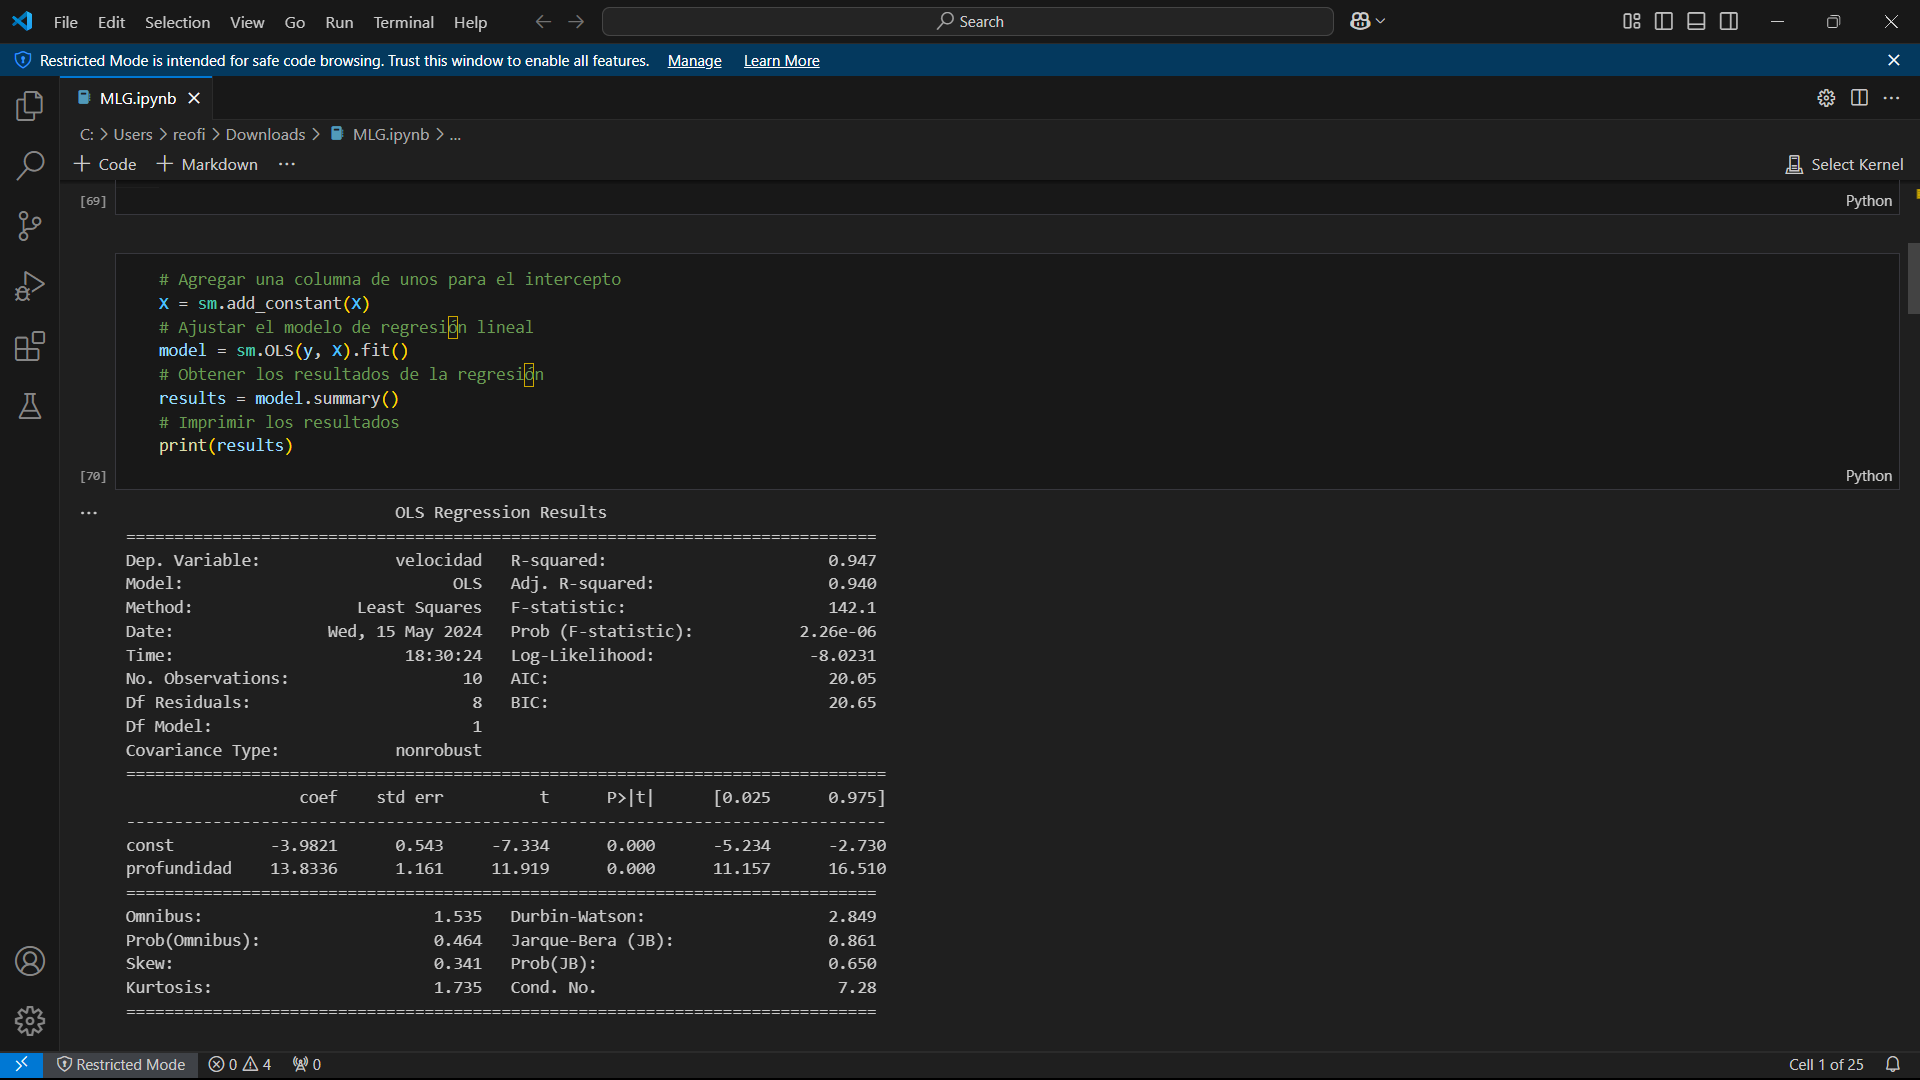 File Edit Selection View Go Run Terminal Help Search
Restricted Mode is intended for safe code browsing. Trust this window to enable all features. Manage Learn More
MLG.ipynb
C: > Users > reofi > Downloads > MLG.ipynb > ...
+ Code + Markdown ... Select Kernel
[69] Python
# Agregar una columna de unos para el intercepto
X = sm.add_constant(X)
# Ajustar el modelo de regresión lineal
model = sm.OLS(y, X).fit()
# Obtener los resultados de la regresión
results = model.summary()
# Imprimir los resultados
print(results)
[70] Python
... OLS Regression Results
==============================================================================
Dep. Variable: velocidad R-squared: 0.947
Model: OLS Adj. R-squared: 0.940
Method: Least Squares F-statistic: 142.1
Date: Wed, 15 May 2024 Prob (F-statistic): 2.26e-06
Time: 18:30:24 Log-Likelihood: -8.0231
No. Observations: 10 AIC: 20.05
Df Residuals: 8 BIC: 20.65
Df Model: 1
Covariance Type: nonrobust
===============================================================================
coef std err t P>|t| [0.025 0.975]
-------------------------------------------------------------------------------
const -3.9821 0.543 -7.334 0.000 -5.234 -2.730
profundidad 13.8336 1.161 11.919 0.000 11.157 16.510
==============================================================================
Omnibus: 1.535 Durbin-Watson: 2.849
Prob(Omnibus): 0.464 Jarque-Bera (JB): 0.861
Skew: 0.341 Prob(JB): 0.650
Kurtosis: 1.735 Cond. No. 7.28
==============================================================================
Restricted Mode 0 4 0 Cell 1 of 25